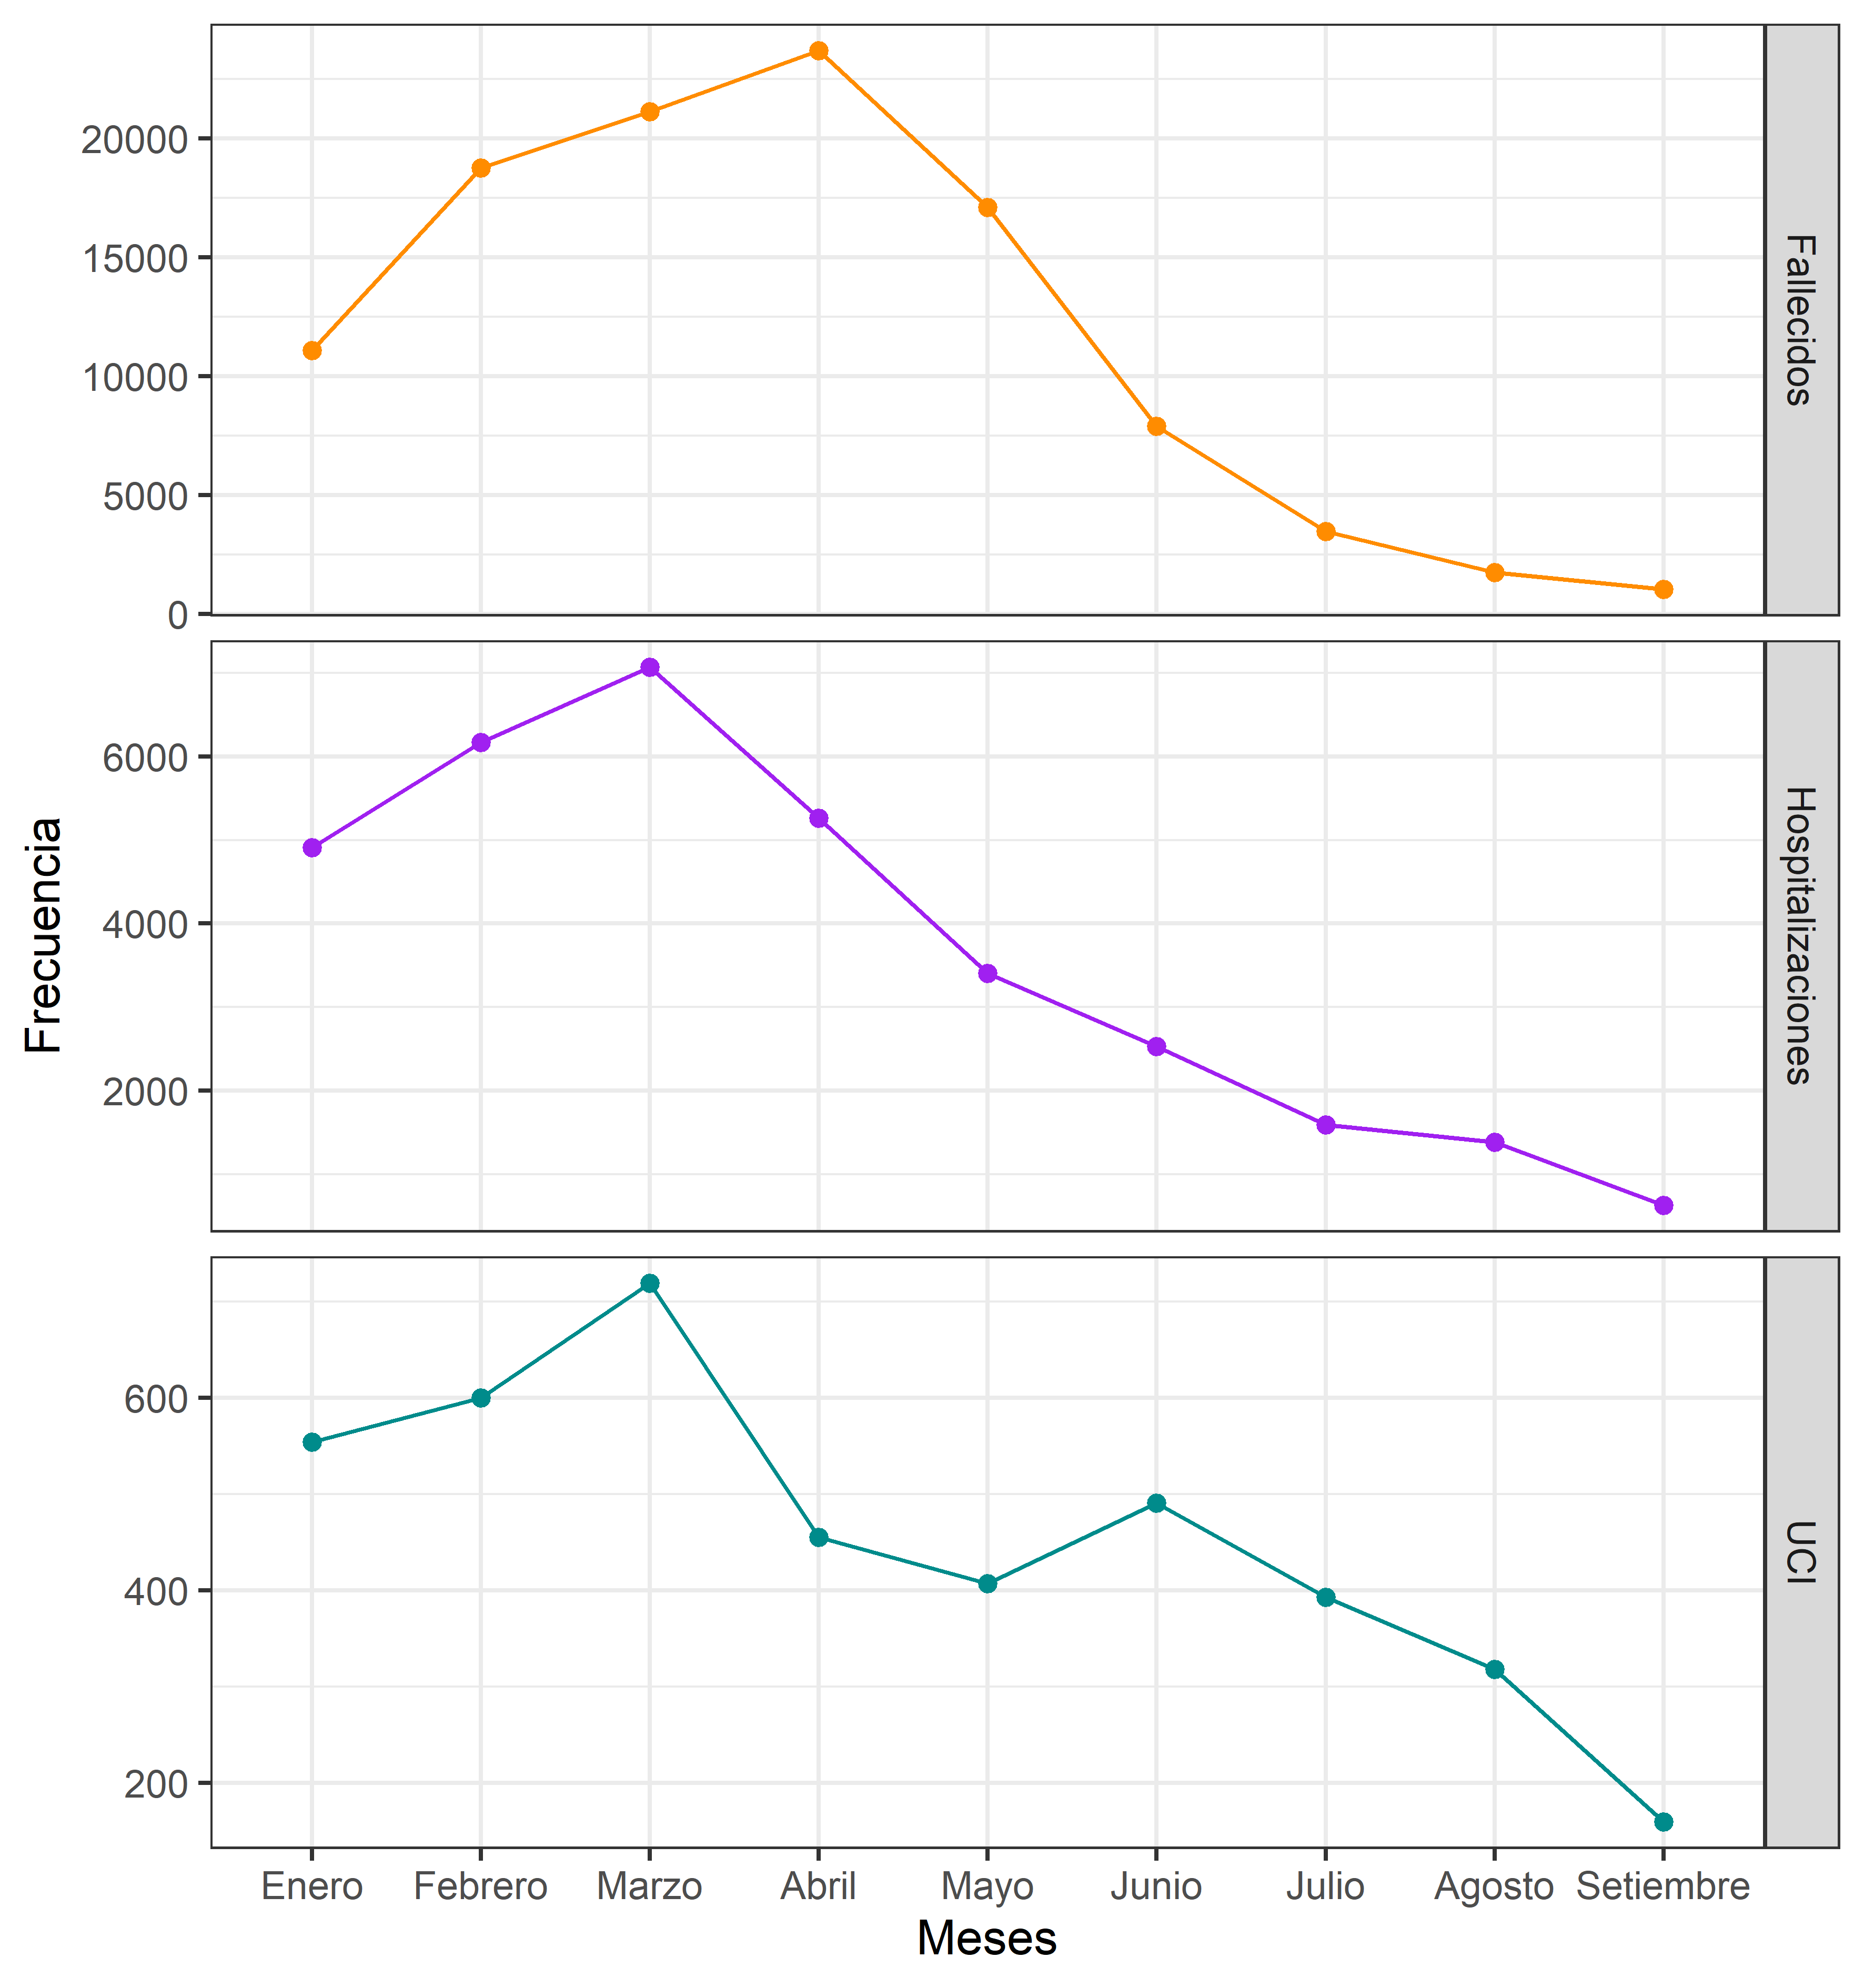 20000
15000
10000
5000
0
Fallecidos
6000
4000
2000
Hospitalizaciones
Frecuencia
600
400
200
UCI
Enero Febrero Marzo Abril Mayo Junio Julio Agosto Setiembre
Meses